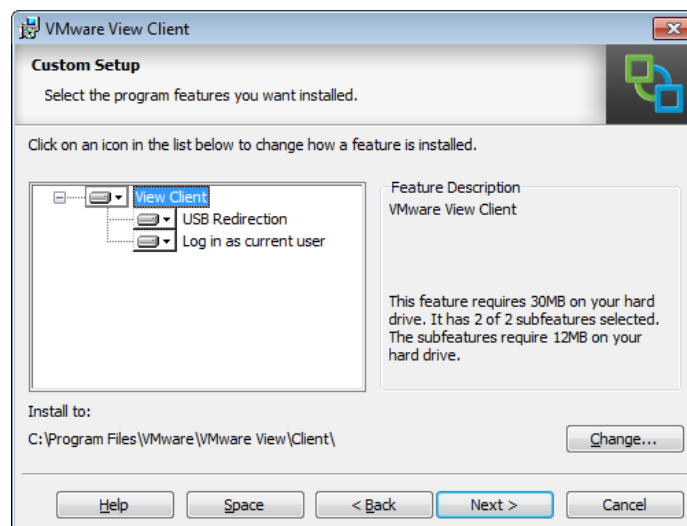 VMware View Client
Custom Setup
Select the program features you want installed.
Click on an icon in the list below to change how a feature is installed.
View Client
USB Redirection
Log in as current user
Feature Description
VMware View Client
This feature requires 30MB on your hard
drive. It has 2 of 2 subfeatures selected.
The subfeatures require 12MB on your
hard drive.
Install to:
C:\Program Files\VMware\VMware View\Client\
Change...
Help
Space
< Back
Next >
Cancel